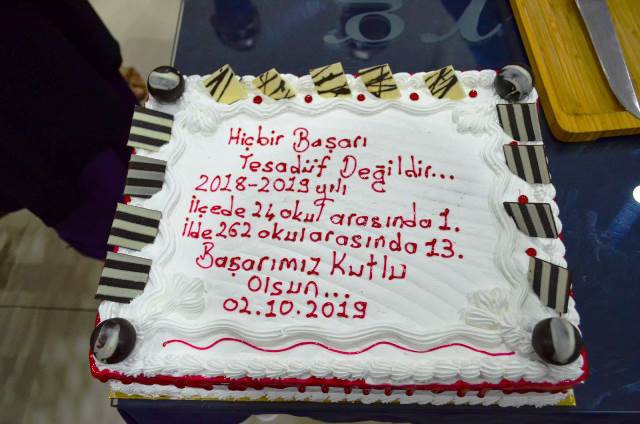 Hiçbir Başarı
Tesadüf Değildir...
2018-2019 yılı
İlçede 24 okul arasında 1.
ilde 262 okul arasında 13.
Başarımız Kutlu
Olsun...
02.10.2019